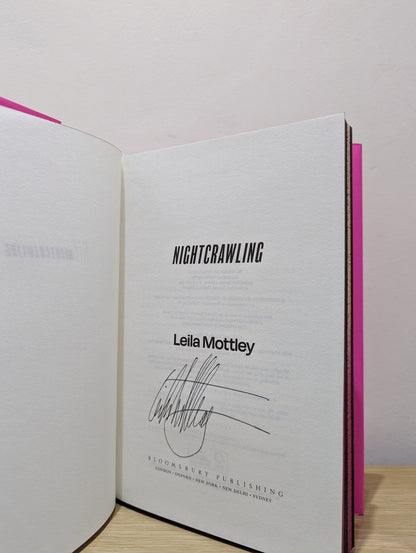 NIGHTCRAWLING
Leila Mottley
BLOOMSBURY PUBLISHING
LONDON • OXFORD • NEW YORK • NEW DELHI • SYDNEY